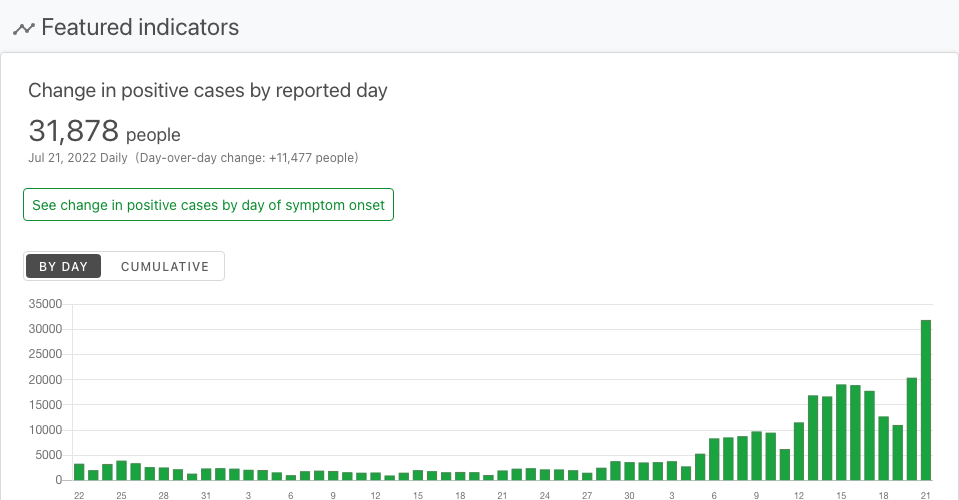 Featured indicators
Change in positive cases by reported day
31,878 people
Jul 21, 2022 Daily (Day-over-day change: +11,477 people)
See change in positive cases by day of symptom onset
BY DAY CUMULATIVE
35000
30000
25000
20000
15000
10000
5000
0
22 25 28 31 3 6 9 12 15 18 21 24 27 30 3 6 9 12 15 18 21